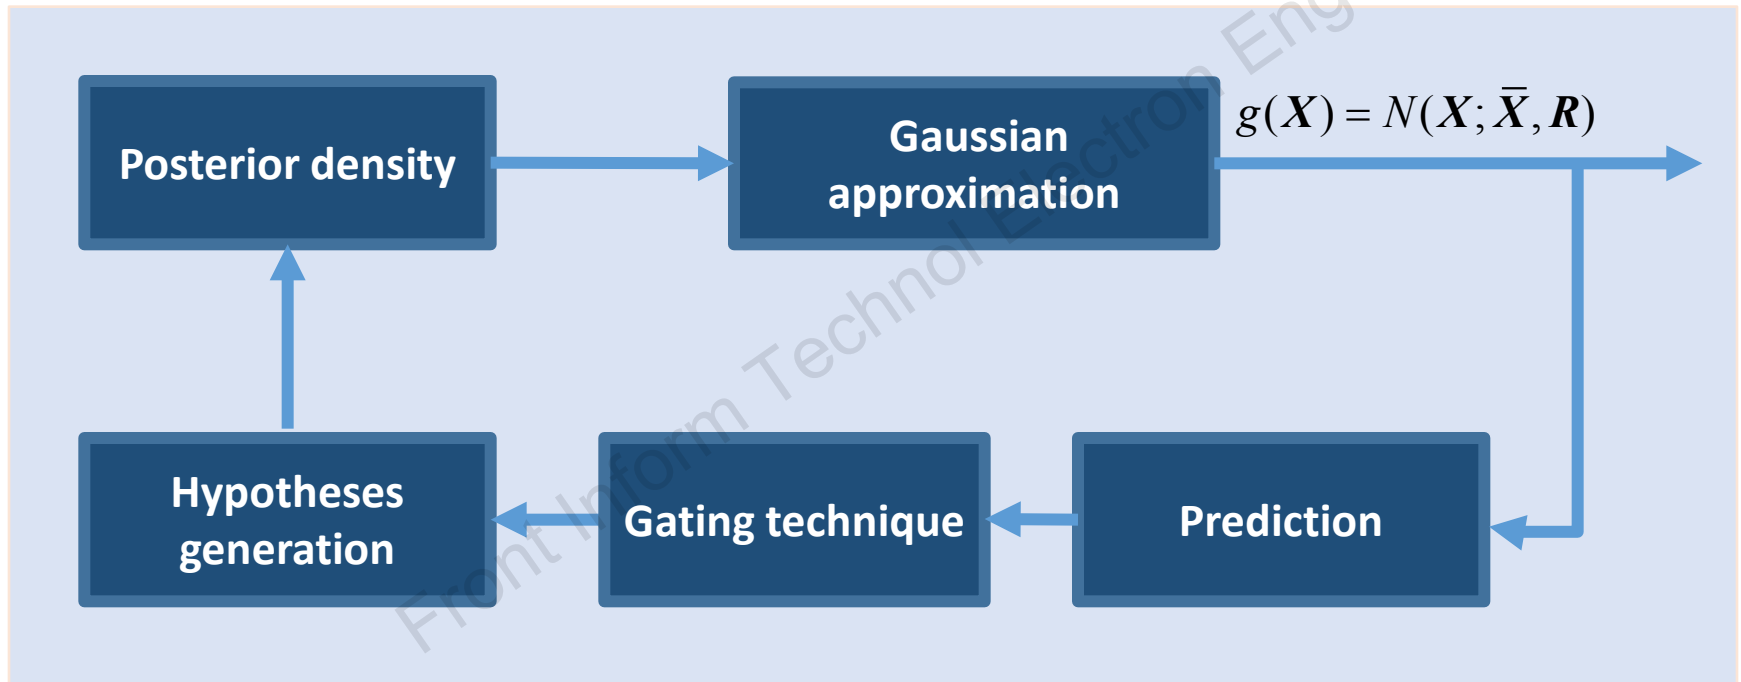 Posterior density
Gaussian
approximation
g(X) = N(X; X̄, R)
Hypotheses
generation
Gating technique
Prediction
Front Inform Technol Electron Eng